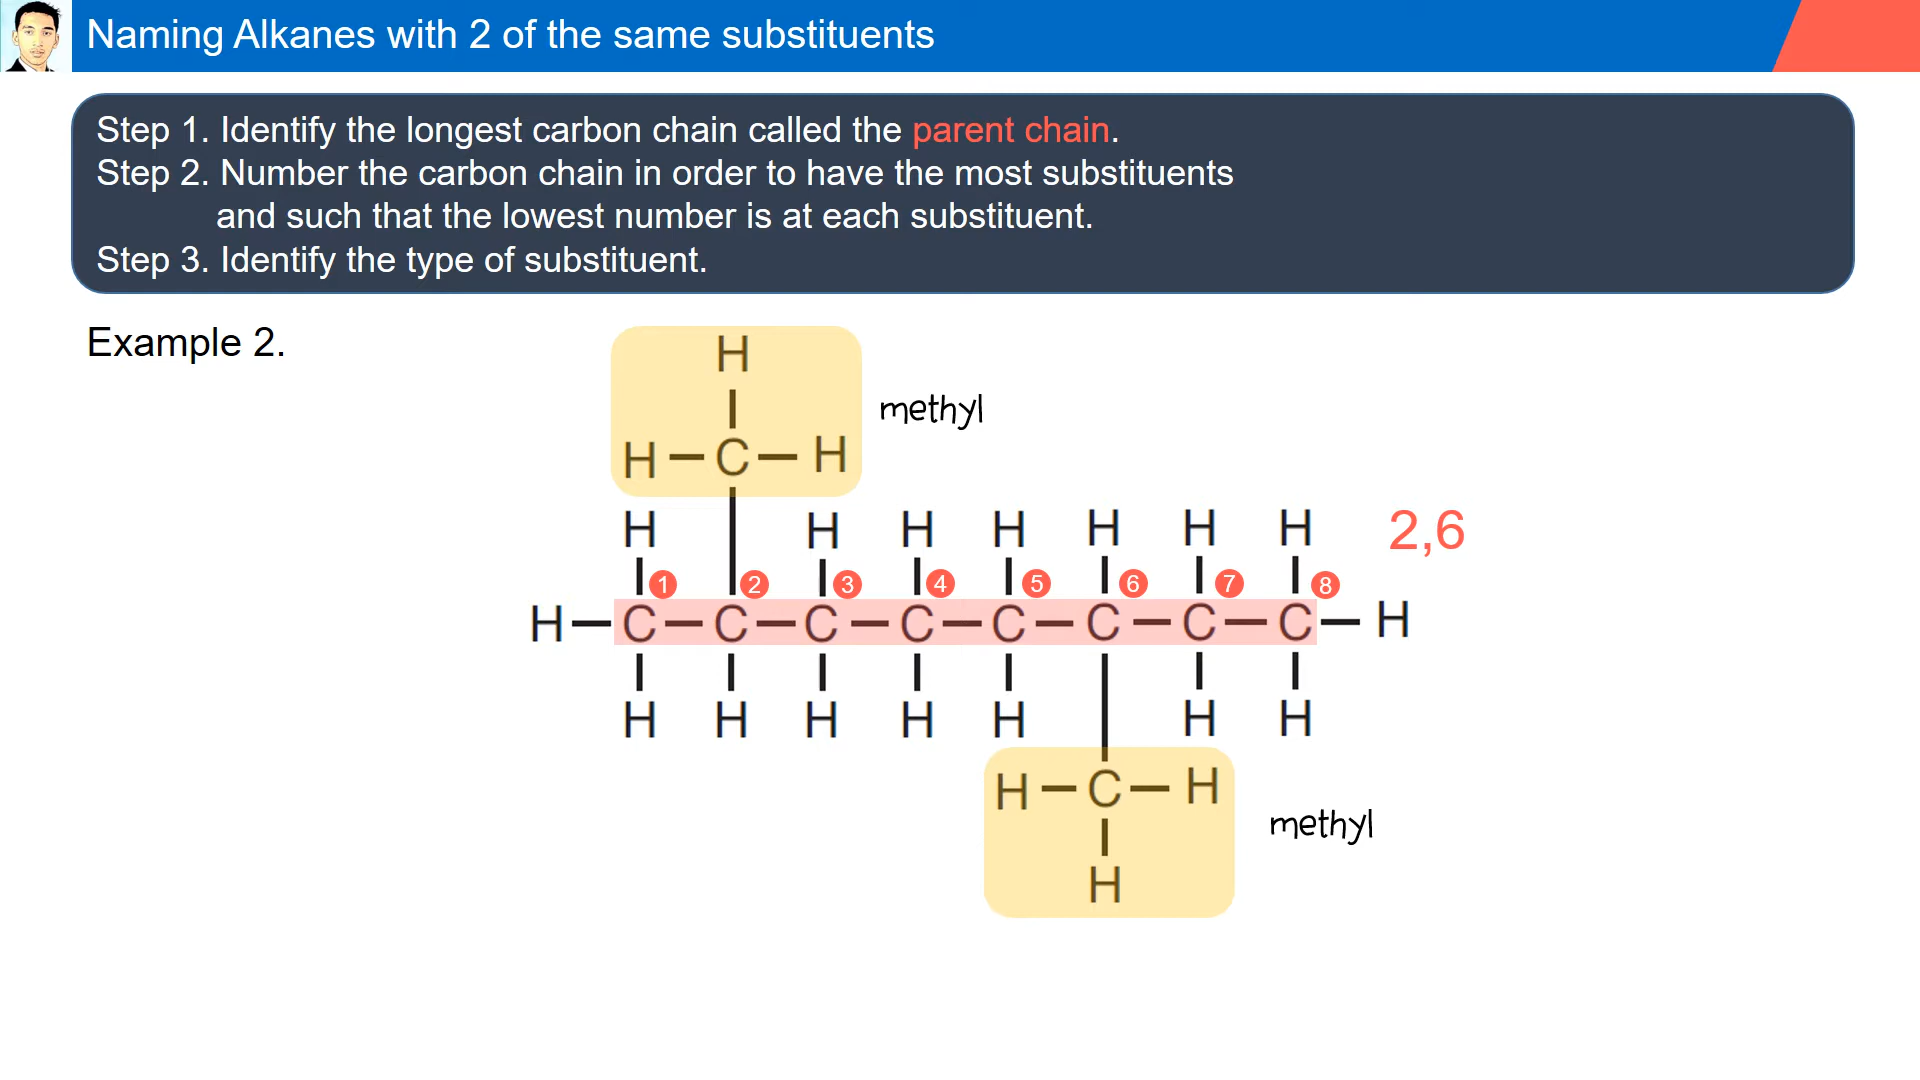 Naming Alkanes with 2 of the same substituents
Step 1. Identify the longest carbon chain called the parent chain.
Step 2. Number the carbon chain in order to have the most substituents
and such that the lowest number is at each substituent.
Step 3. Identify the type of substituent.
Example 2.
H
methyl
H C H
H H H H H H H 2,6
1 2 3 4 5 6 7 8
H C C C C C C C C H
H H H H H H H
H C H
methyl
H